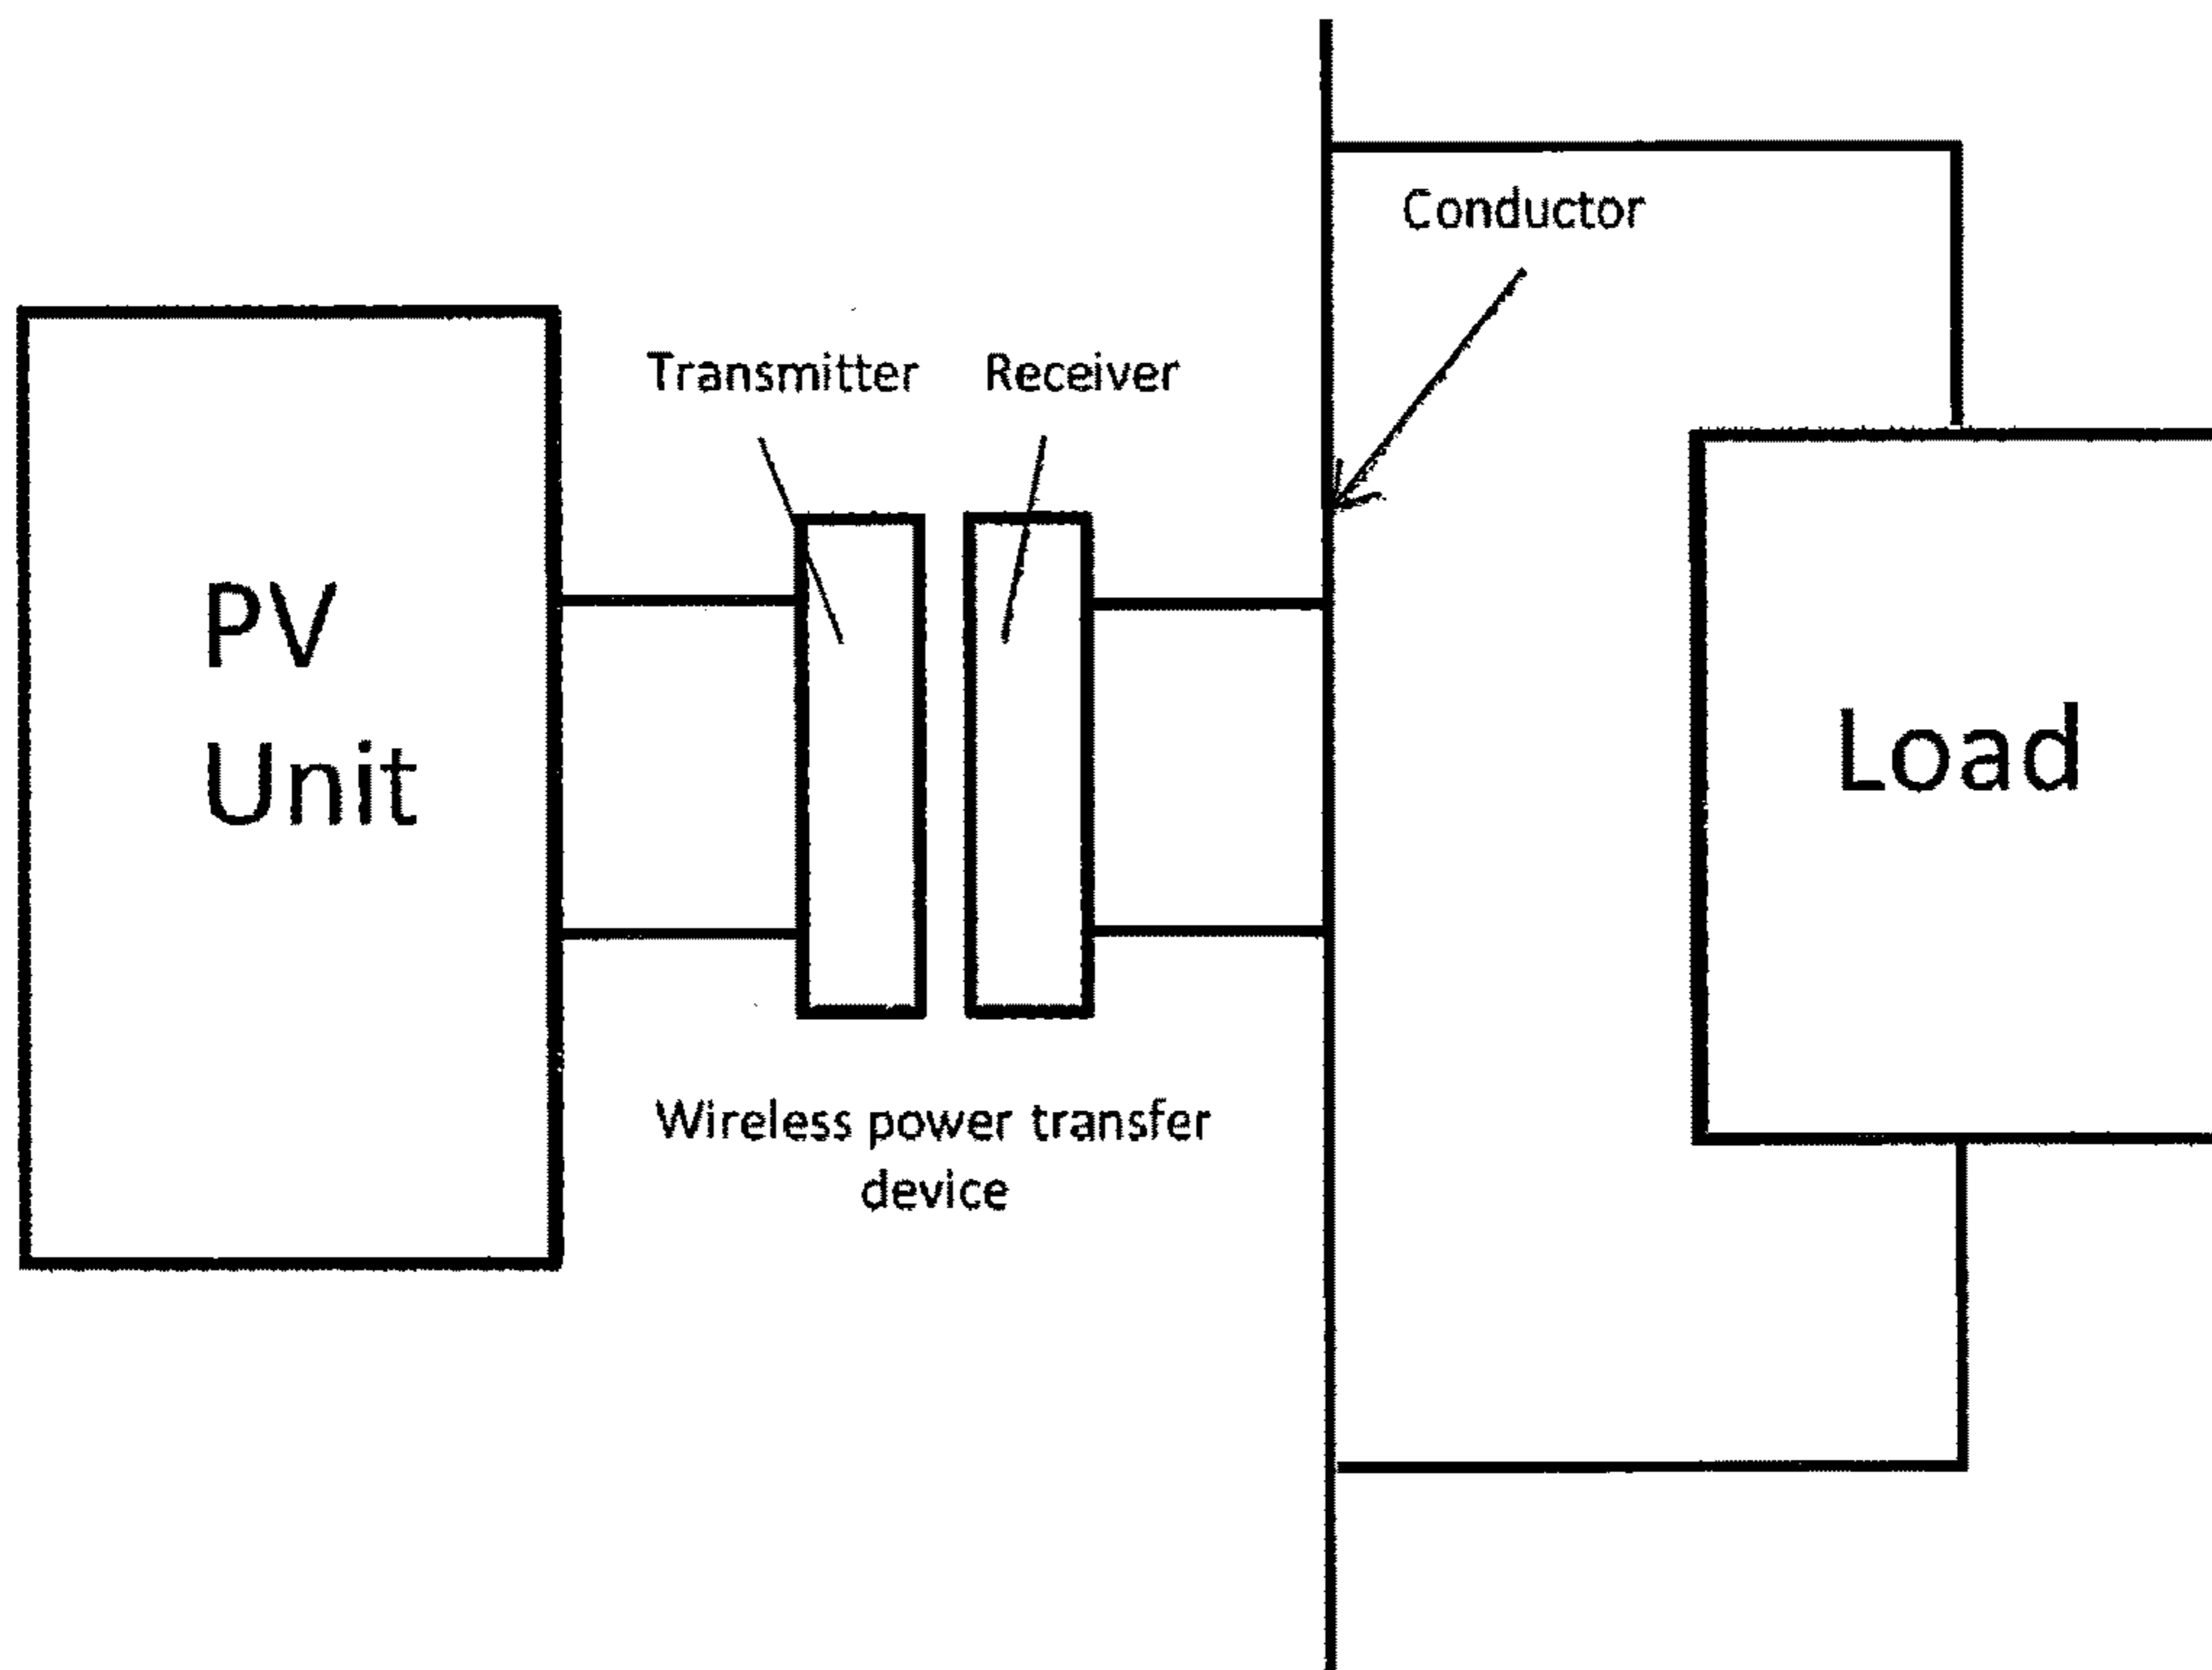 Conductor
Transmitter
Receiver
PV
Unit
Load
Wireless power transfer
device